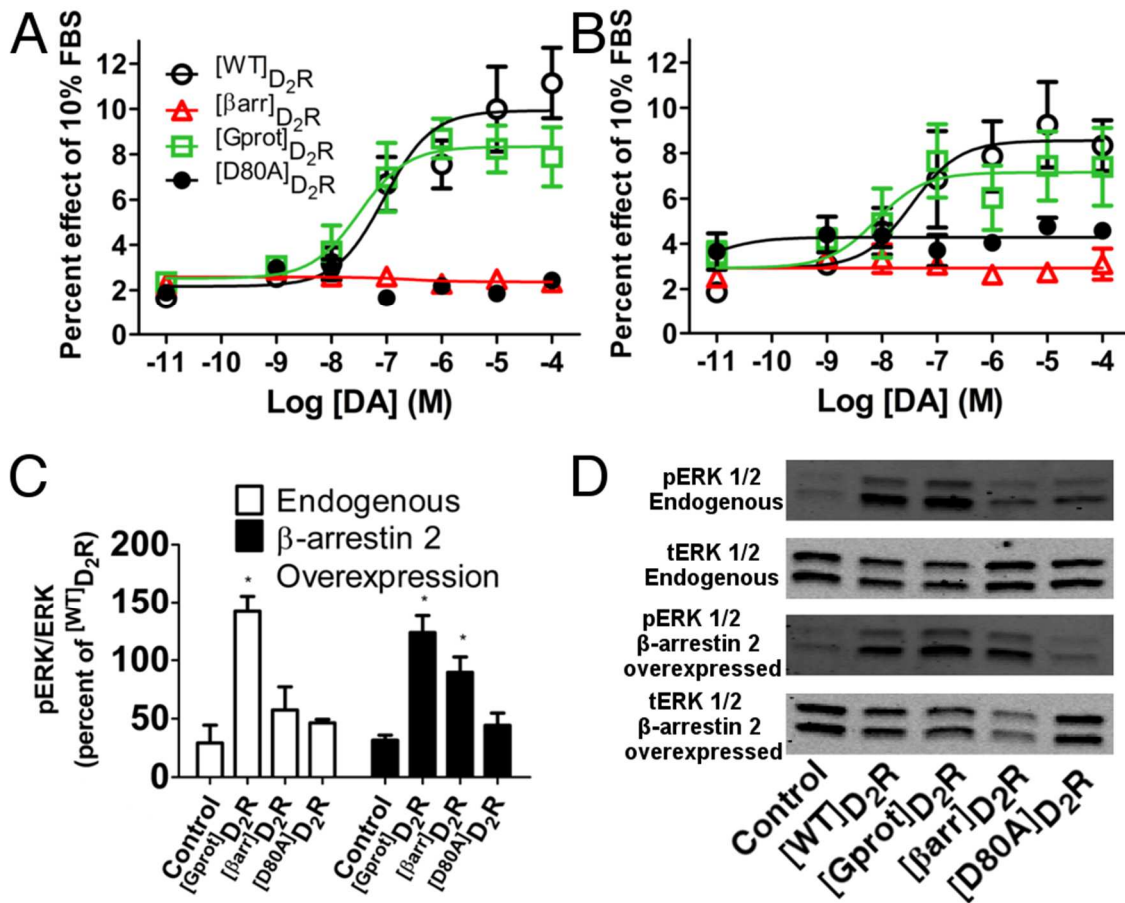 A
Percent effect of 10% FBS
12
10
8
6
4
2
0
[WT]D2R
[βarr]D2R
[Gprot]D2R
[D80A]D2R
-11 -10 -9 -8 -7 -6 -5 -4
Log [DA] (M)
B
Percent effect of 10% FBS
12
10
8
6
4
2
0
-11 -10 -9 -8 -7 -6 -5 -4
Log [DA] (M)
C
Endogenous
β-arrestin 2
Overexpression
pERK/ERK
(percent of [WT]D2R)
200
150
100
50
0
* * *
Control [Gprot]D2R [βarr]D2R [D80A]D2R Control [Gprot]D2R [βarr]D2R [D80A]D2R
D
pERK 1/2
Endogenous
tERK 1/2
Endogenous
pERK 1/2
β-arrestin 2
overexpressed
tERK 1/2
β-arrestin 2
overexpressed
Control [WT]D2R [Gprot]D2R [βarr]D2R [D80A]D2R